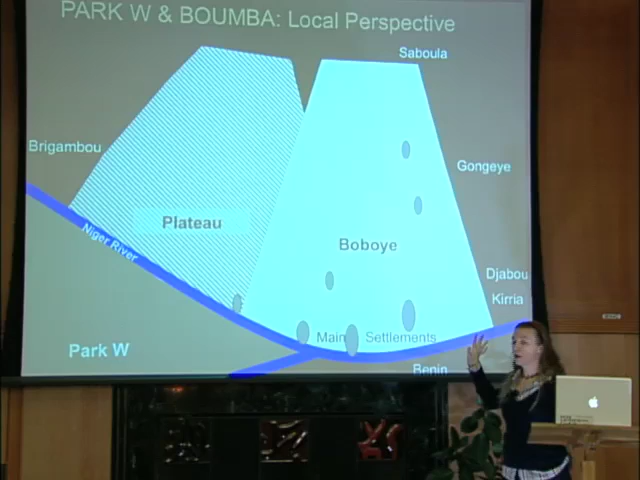 PARK W & BOUMBA: Local Perspective
Saboula
Brigambou
Gongeye
Plateau
Niger River
Boboye
Djabou
Kirria
Main Settlements
Park W
Benin